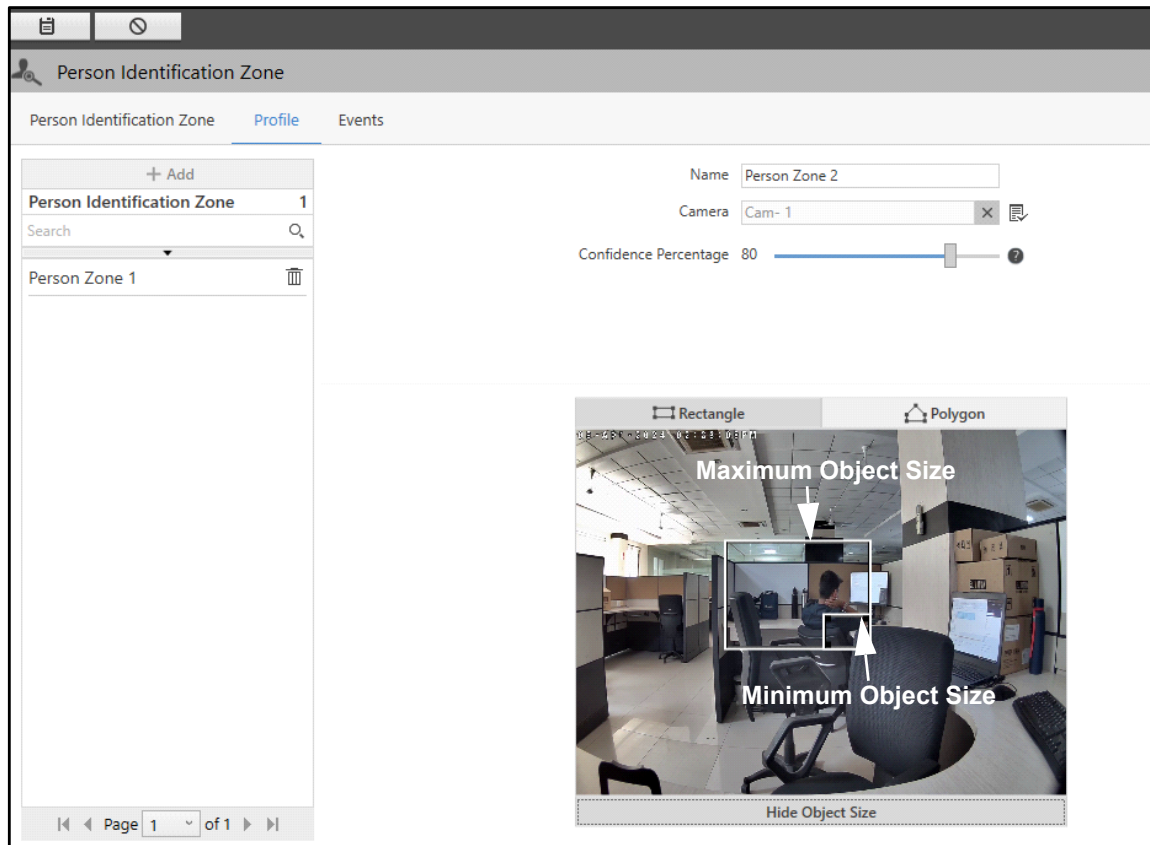 Person Identification Zone
Person Identification Zone Profile Events
+ Add
Person Identification Zone 1
Search
Person Zone 1
Page 1 of 1
Name Person Zone 2
Camera Cam- 1
Confidence Percentage 80
Rectangle Polygon
Maximum Object Size
Minimum Object Size
Hide Object Size